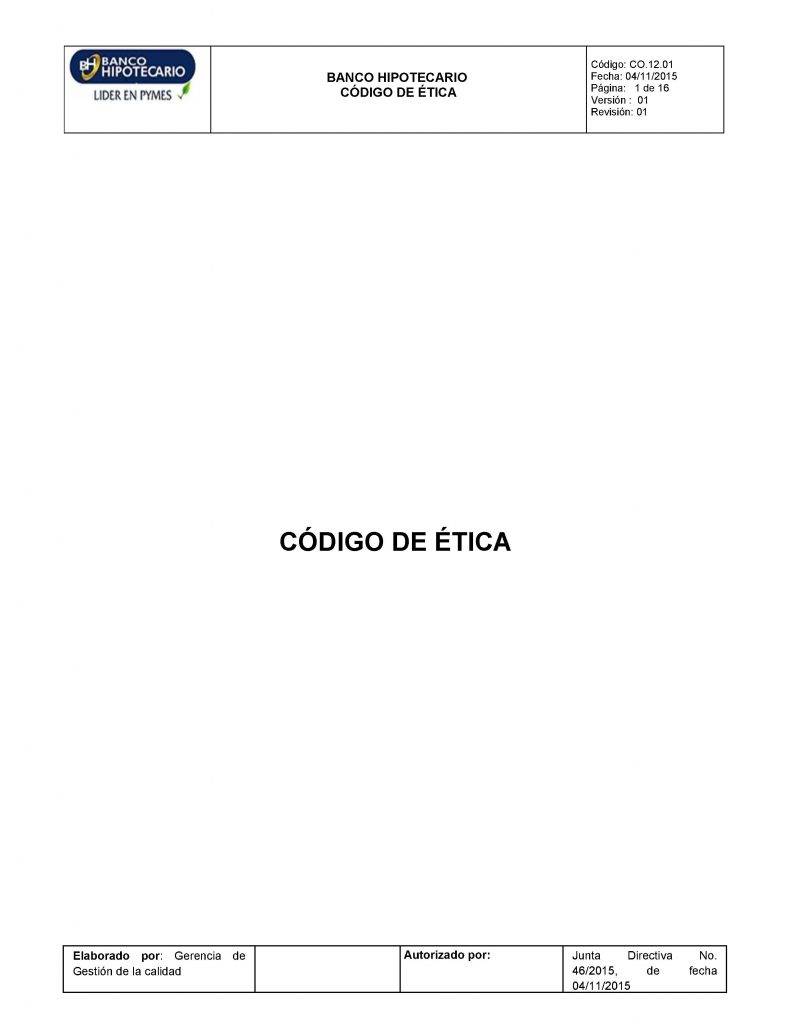 BH BANCO
HIPOTECARIO
LIDER EN PYMES
BANCO HIPOTECARIO
CÓDIGO DE ÉTICA
Código: CO.12.01
Fecha: 04/11/2015
Página: 1 de 16
Versión : 01
Revisión: 01
CÓDIGO DE ÉTICA
Elaborado por: Gerencia de
Gestión de la calidad
Autorizado por:
Junta Directiva No.
46/2015, de fecha
04/11/2015